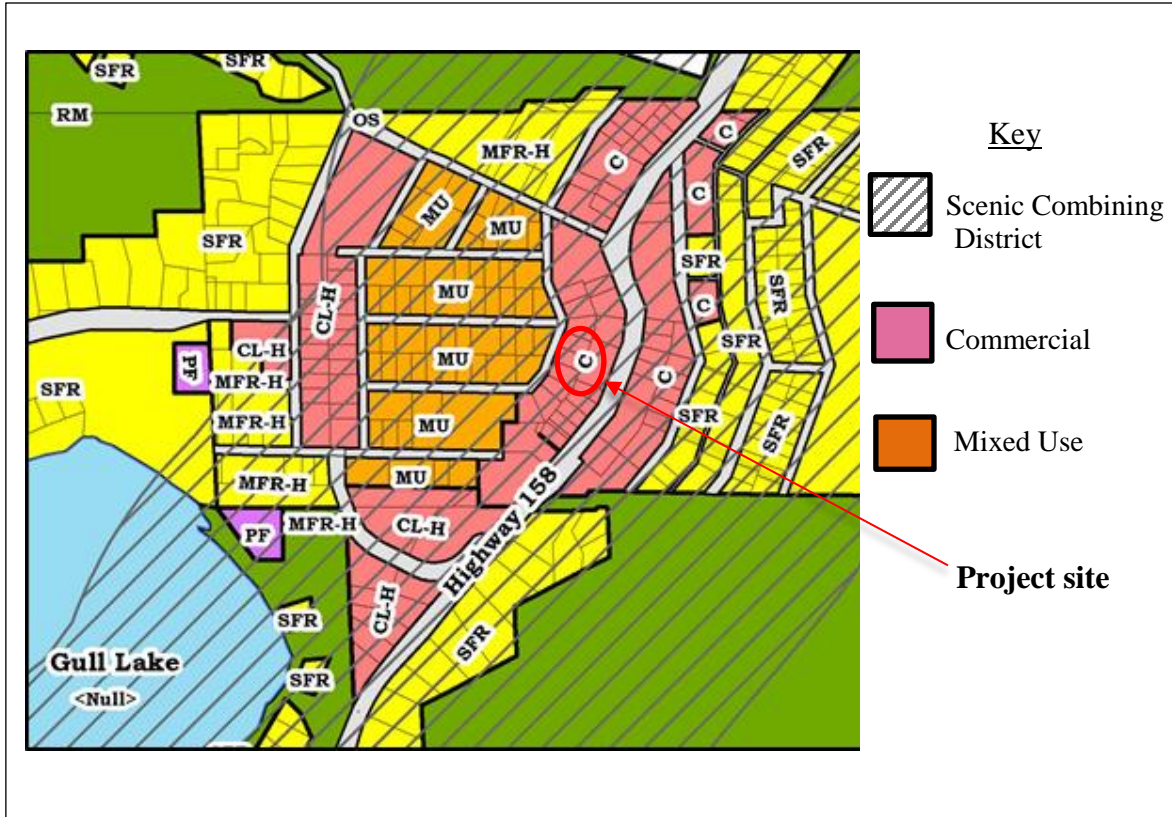 SFR
SFR
RM
OS
MFR-H
C
C
SFR
C
MU
MU
SFR
SFR
MU
SFR
CL-H
C
CL-H
MU
C
SFR
PF
SFR
MFR-H
C
MFR-H
MU
SFR
SFR
MU
MFR-H
Highway 158
PF
MFR-H
CL-H
CL-H
SFR
SFR
SFR
Gull Lake
<Null>
Key
Scenic Combining
District
Commercial
Mixed Use
Project site